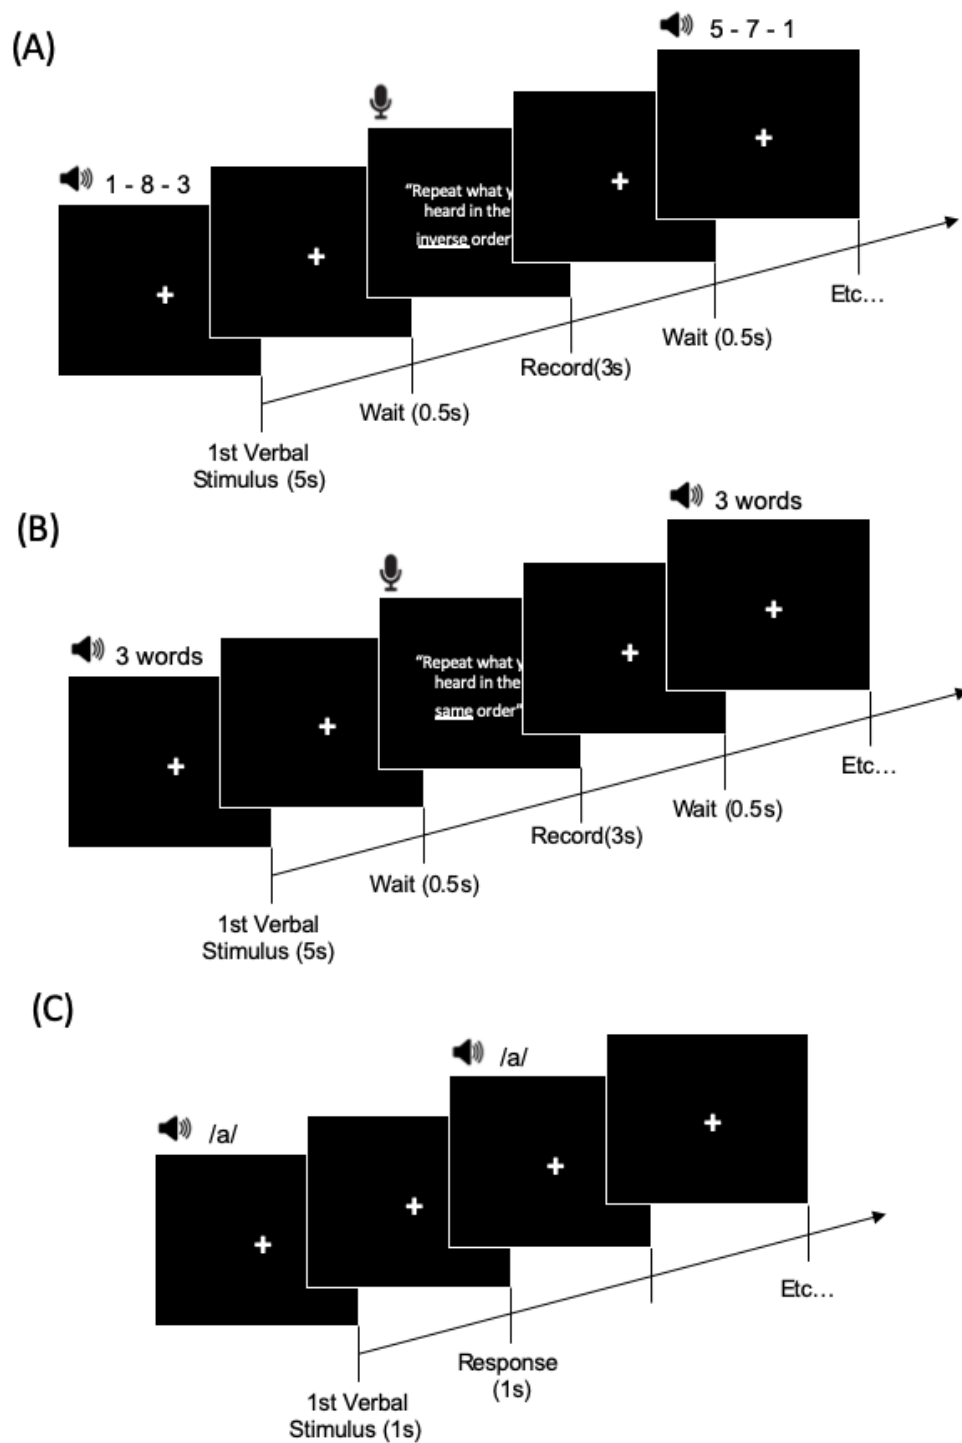 (A)
5 - 7 - 1
1 - 8 - 3
“Repeat what y
heard in the
inverse order”
Etc...
Wait (0.5s)
Record(3s)
Wait (0.5s)
1st Verbal
Stimulus (5s)
(B)
3 words
3 words
“Repeat what y
heard in the
same order”
Etc...
Wait (0.5s)
Record(3s)
Wait (0.5s)
1st Verbal
Stimulus (5s)
(C)
/a/
/a/
Etc...
Response
(1s)
1st Verbal
Stimulus (1s)